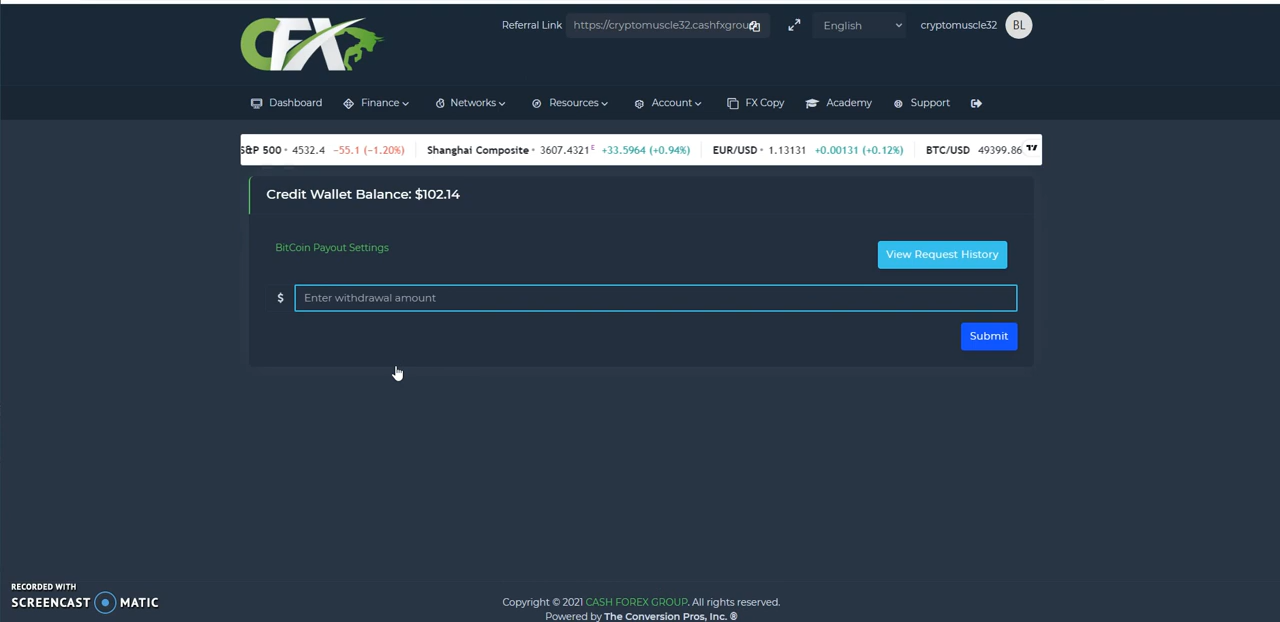 CFX
Referral Link https://cryptomuscle32.cashfxgrou English cryptomuscle32 BL
Dashboard Finance Networks Resources Account FX Copy Academy Support
S&P 500 • 4532.4 −55.1 (−1.20%) Shanghai Composite • 3607.4321 E +33.5964 (+0.94%) EUR/USD • 1.13131 +0.00131 (+0.12%) BTC/USD 49399.86
Credit Wallet Balance: $102.14
BitCoin Payout Settings
View Request History
$ Enter withdrawal amount
Submit
RECORDED WITH
SCREENCAST MATIC
Copyright © 2021 CASH FOREX GROUP. All rights reserved.
Powered by The Conversion Pros, Inc. ®